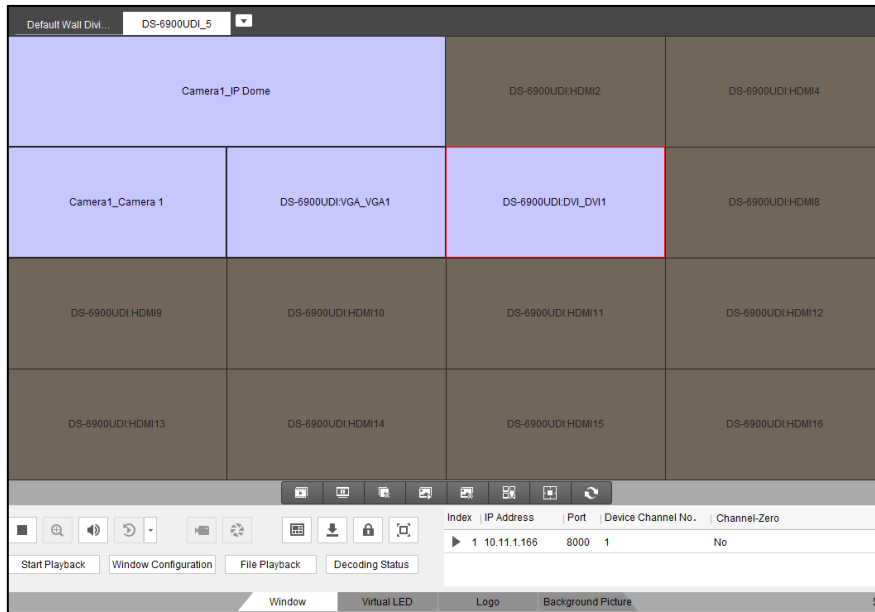 Default Wall Divi... DS-6900UDI_5
Camera1_IP Dome DS-6900UDI:HDMI2 DS-6900UDI:HDMI4
Camera1_Camera 1 DS-6900UDI:VGA_VGA1 DS-6900UDI:DVI_DVI1 DS-6900UDI:HDMI8
DS-6900UDI:HDMI9 DS-6900UDI:HDMI10 DS-6900UDI:HDMI11 DS-6900UDI:HDMI12
DS-6900UDI:HDMI13 DS-6900UDI:HDMI14 DS-6900UDI:HDMI15 DS-6900UDI:HDMI16
Index IP Address Port Device Channel No. Channel-Zero
1 10.11.1.166 8000 1 No
Start Playback Window Configuration File Playback Decoding Status
Window Virtual LED Logo Background Picture